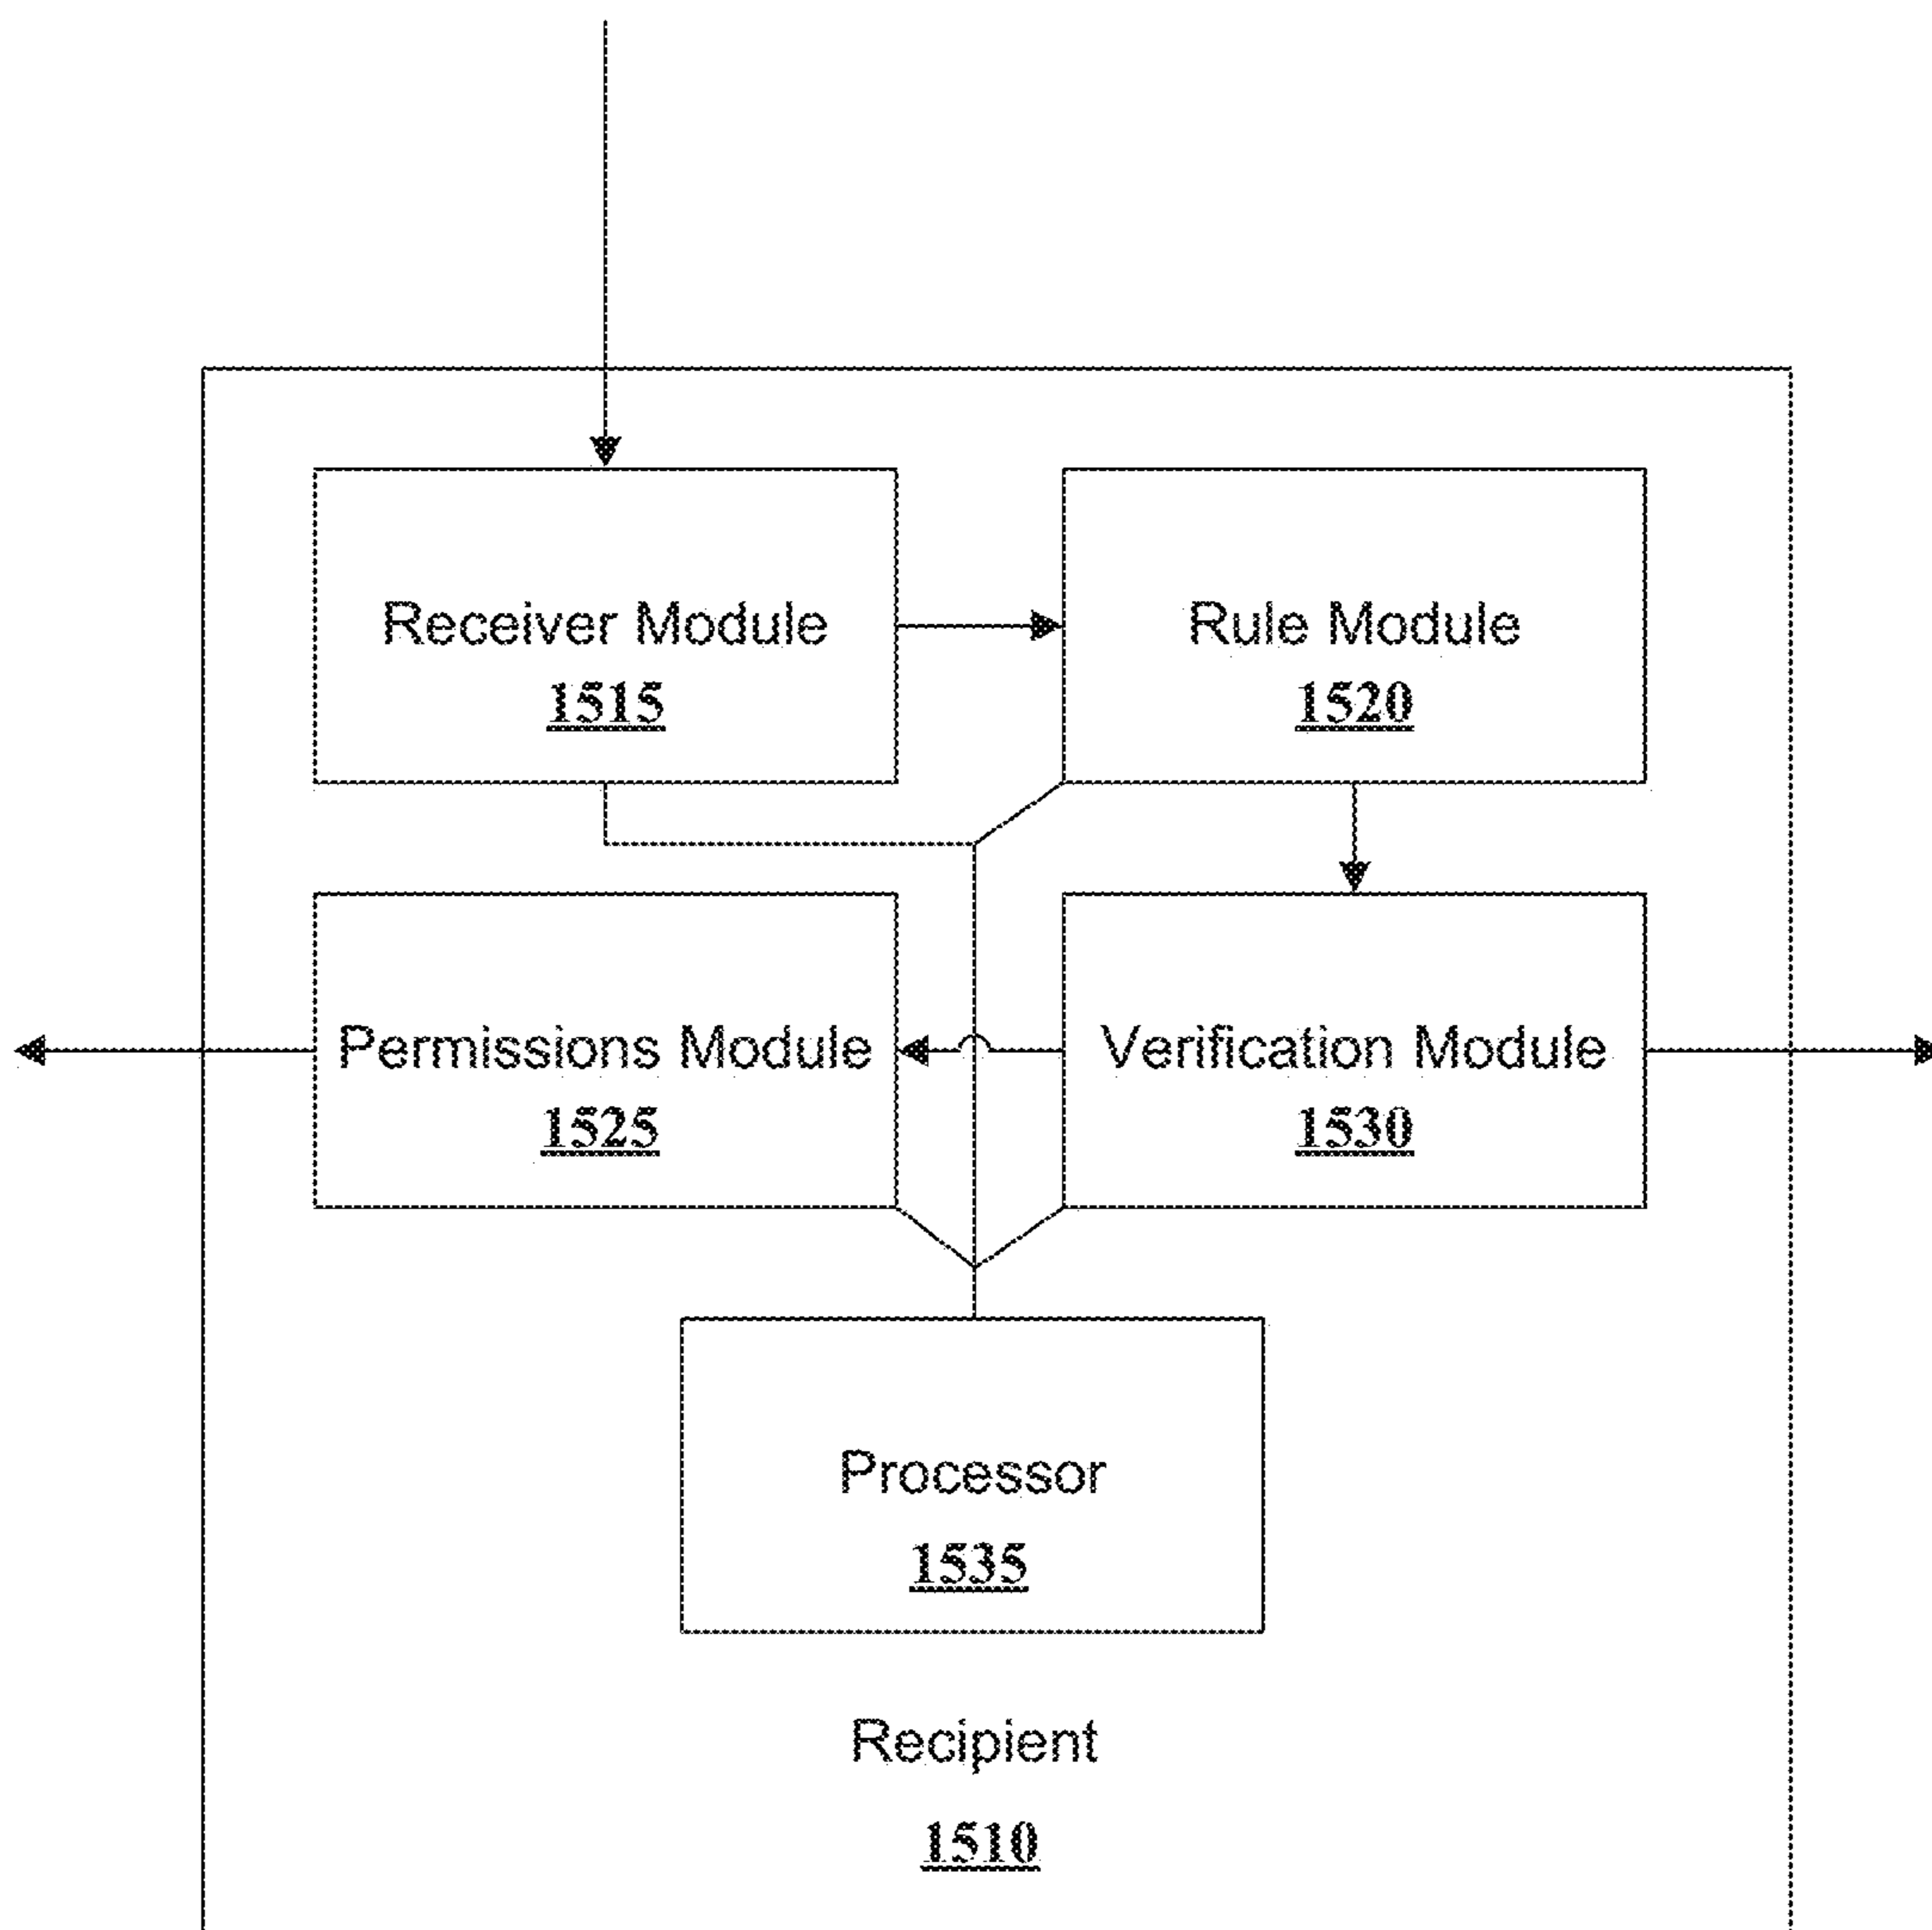 Receiver Module
1515
Rule Module
1520
Permissions Module
1525
Verification Module
1530
Processor
1535
Recipient
1510